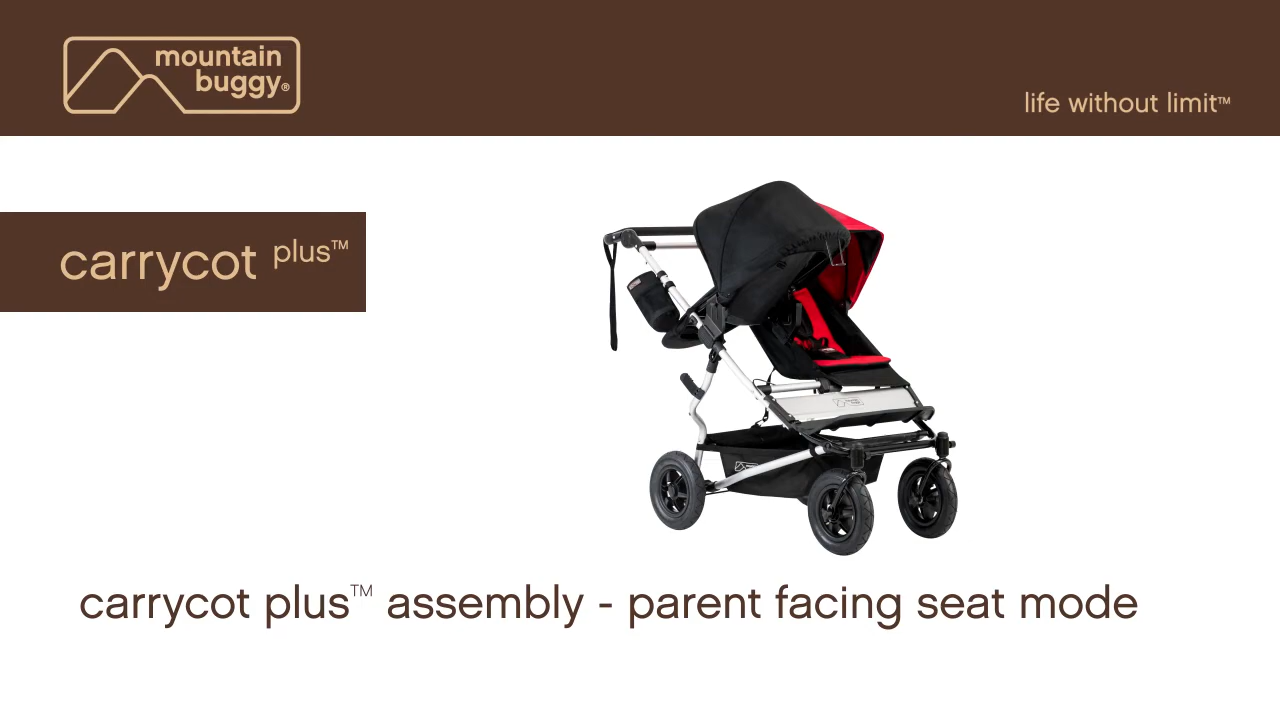 mountain
buggy®
life without limit™
carrycot plus™
carrycot plus™ assembly - parent facing seat mode